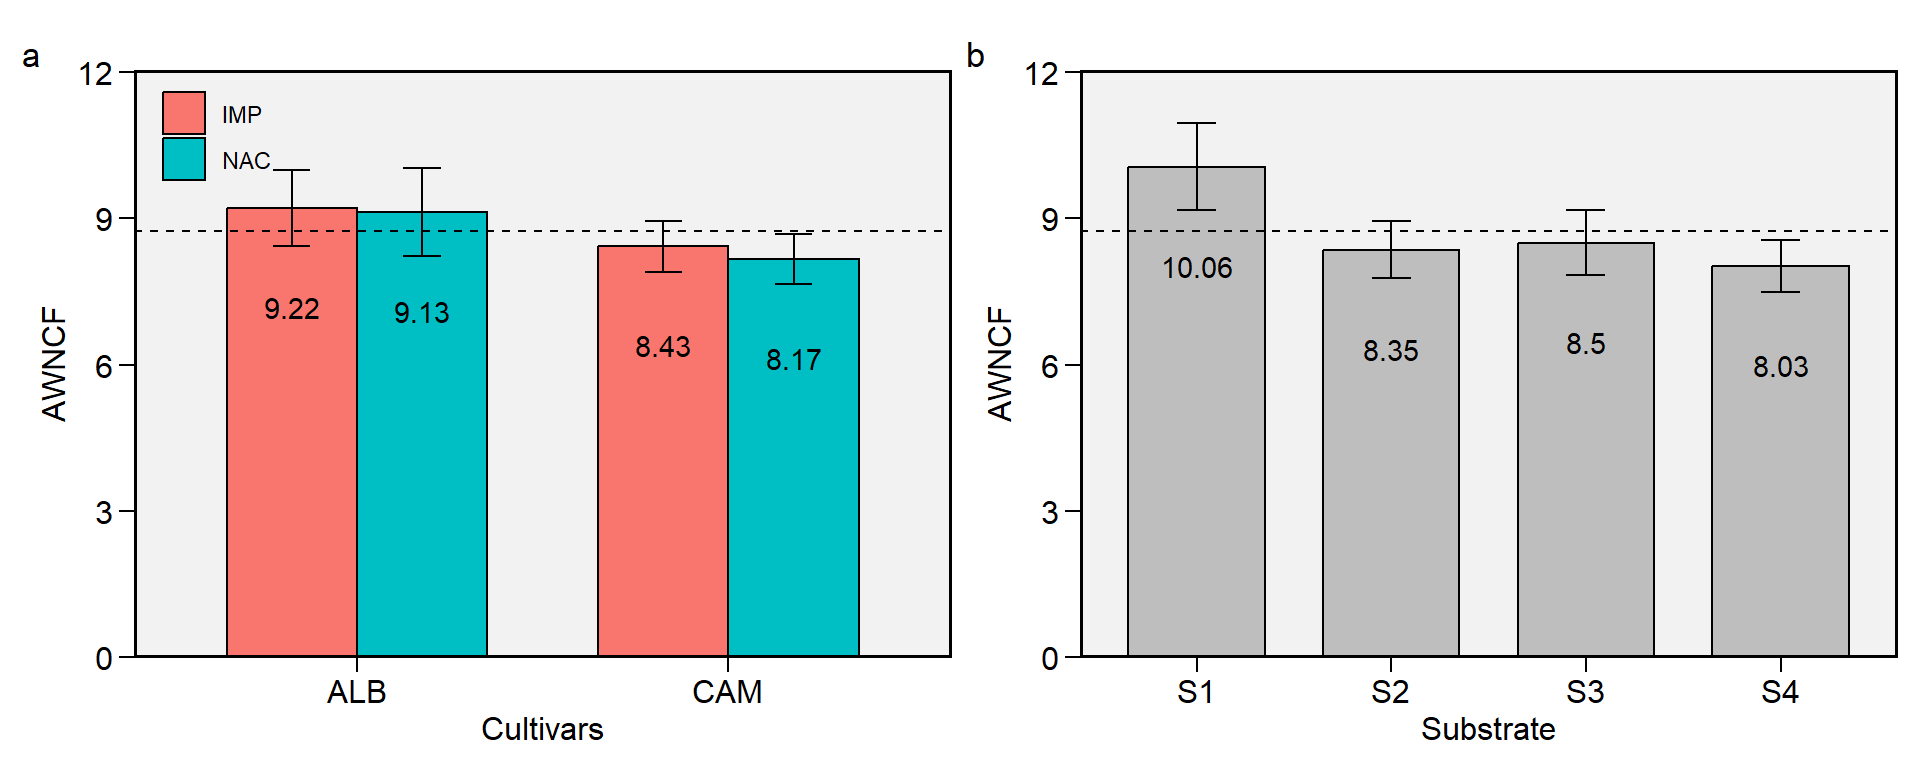 a
12
9
6
3
0
AWNCF
IMP
NAC
9.22
9.13
8.43
8.17
ALB
CAM
Cultivars
b
12
9
6
3
0
AWNCF
10.06
8.35
8.5
8.03
S1
S2
S3
S4
Substrate